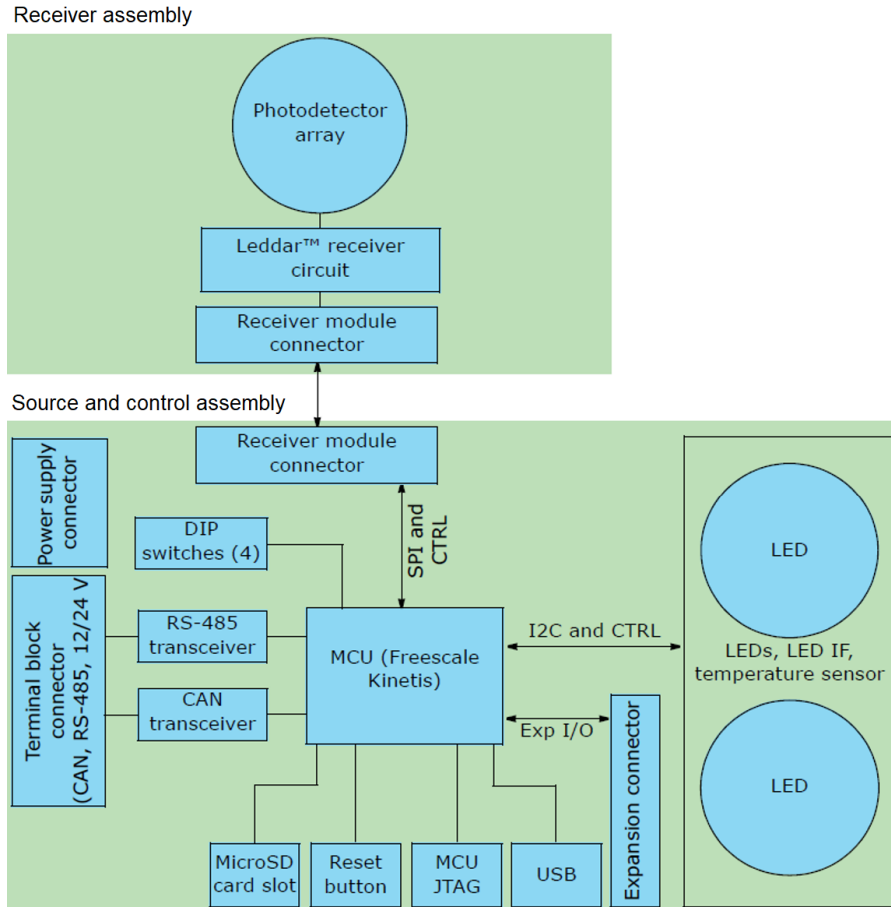 Receiver assembly
Photodetector
array
Leddar™ receiver
circuit
Receiver module
connector
Source and control assembly
Receiver module
connector
Power supply
connector
DIP
switches (4)
SPI and
CTRL
Terminal block
connector
(CAN, RS-485, 12/24 V
RS-485
transceiver
CAN
transceiver
MCU (Freescale
Kinetis)
I2C and CTRL
Exp I/O
Expansion connector
LED
LEDs, LED IF,
temperature sensor
LED
MicroSD
card slot
Reset
button
MCU
JTAG
USB